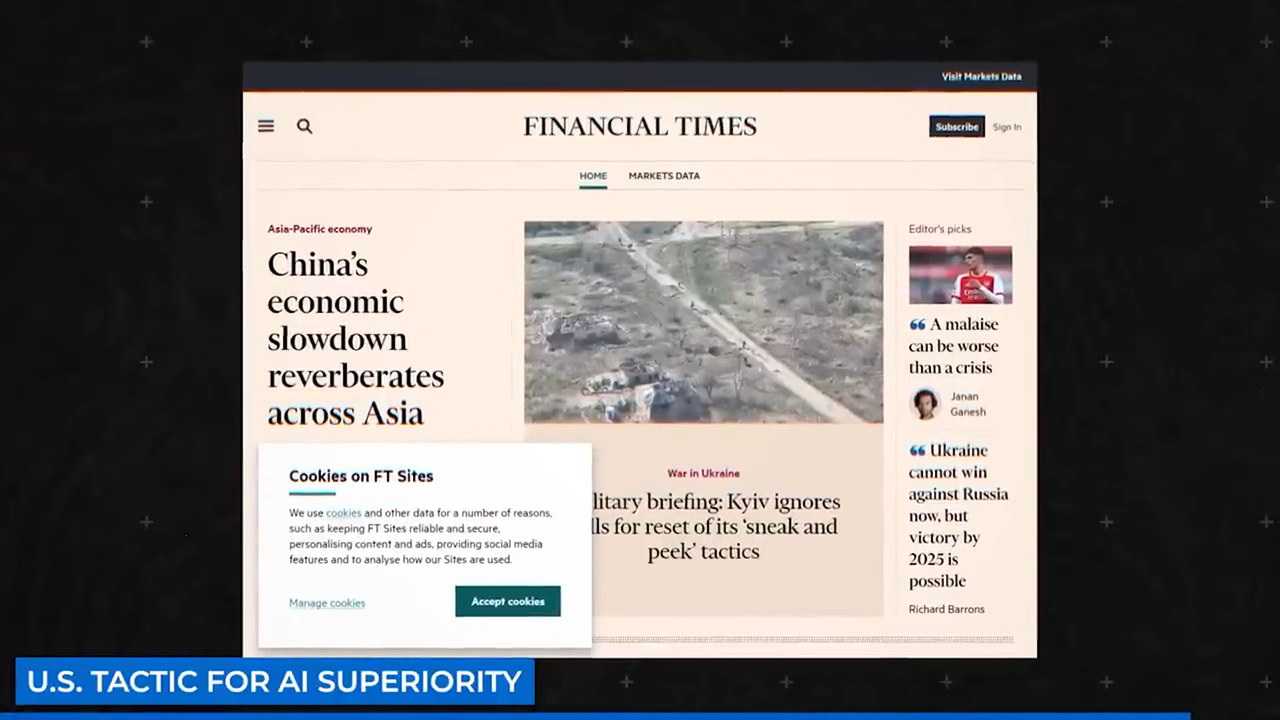 Visit Markets Data
FINANCIAL TIMES
Subscribe
Sign In
HOME
MARKETS DATA
Asia-Pacific economy
China's
economic
slowdown
reverberates
across Asia
Cookies on FT Sites
We use cookies and other data for a number of reasons,
such as keeping FT Sites reliable and secure,
personalising content and ads, providing social media
features and to analyse how our Sites are used.
Manage cookies
Accept cookies
War in Ukraine
briefing: Kyiv ignores
for reset of its 'sneak and
peek' tactics
Editor's picks
“ A malaise
can be worse
than a crisis
Janan
Ganesh
“ Ukraine
cannot win
against Russia
now, but
victory by
2025 is
possible
Richard Barrons
U.S. TACTIC FOR AI SUPERIORITY